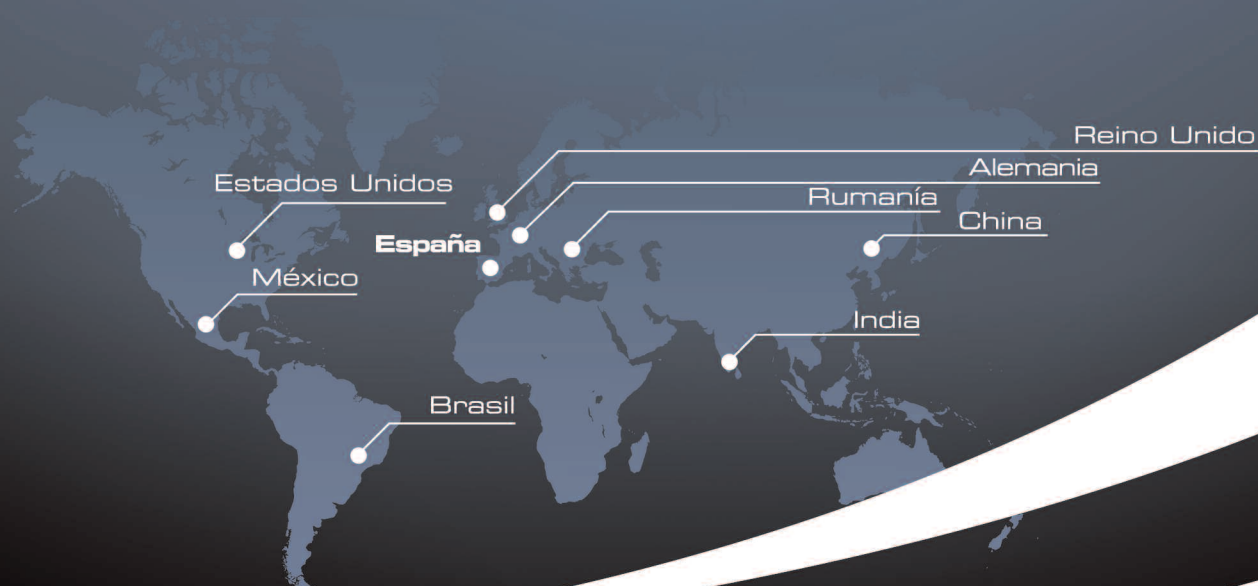 Reino Unido
Alemania
Estados Unidos
Rumanía
China
España
México
India
Brasil